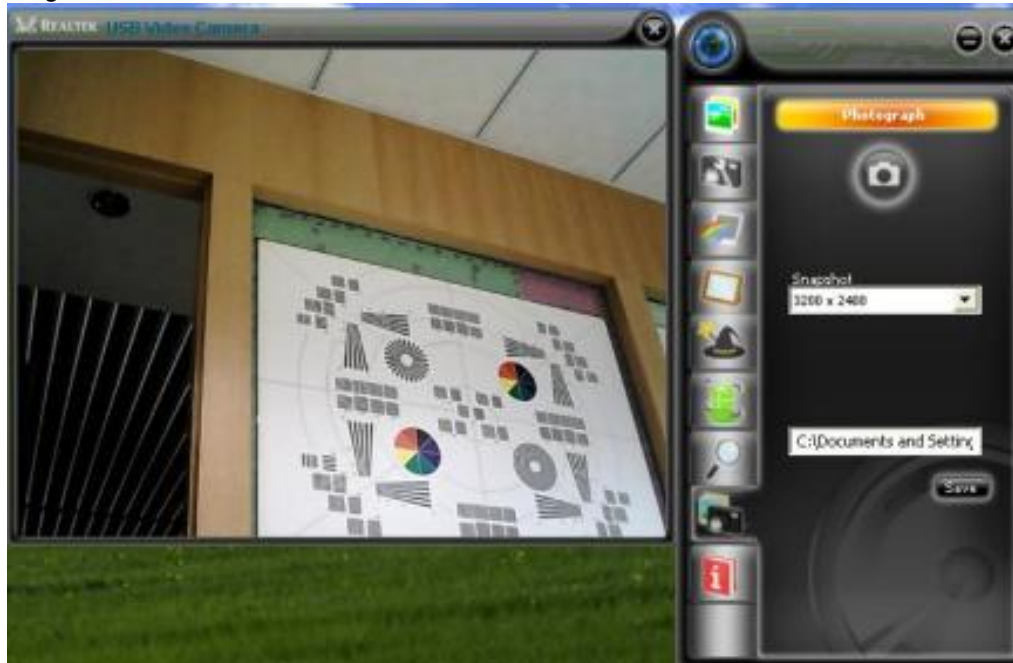 REALTEK USB Video Camera
Photograph
Snapshot
3200 x 2400
C:\Documents and Setting
Save